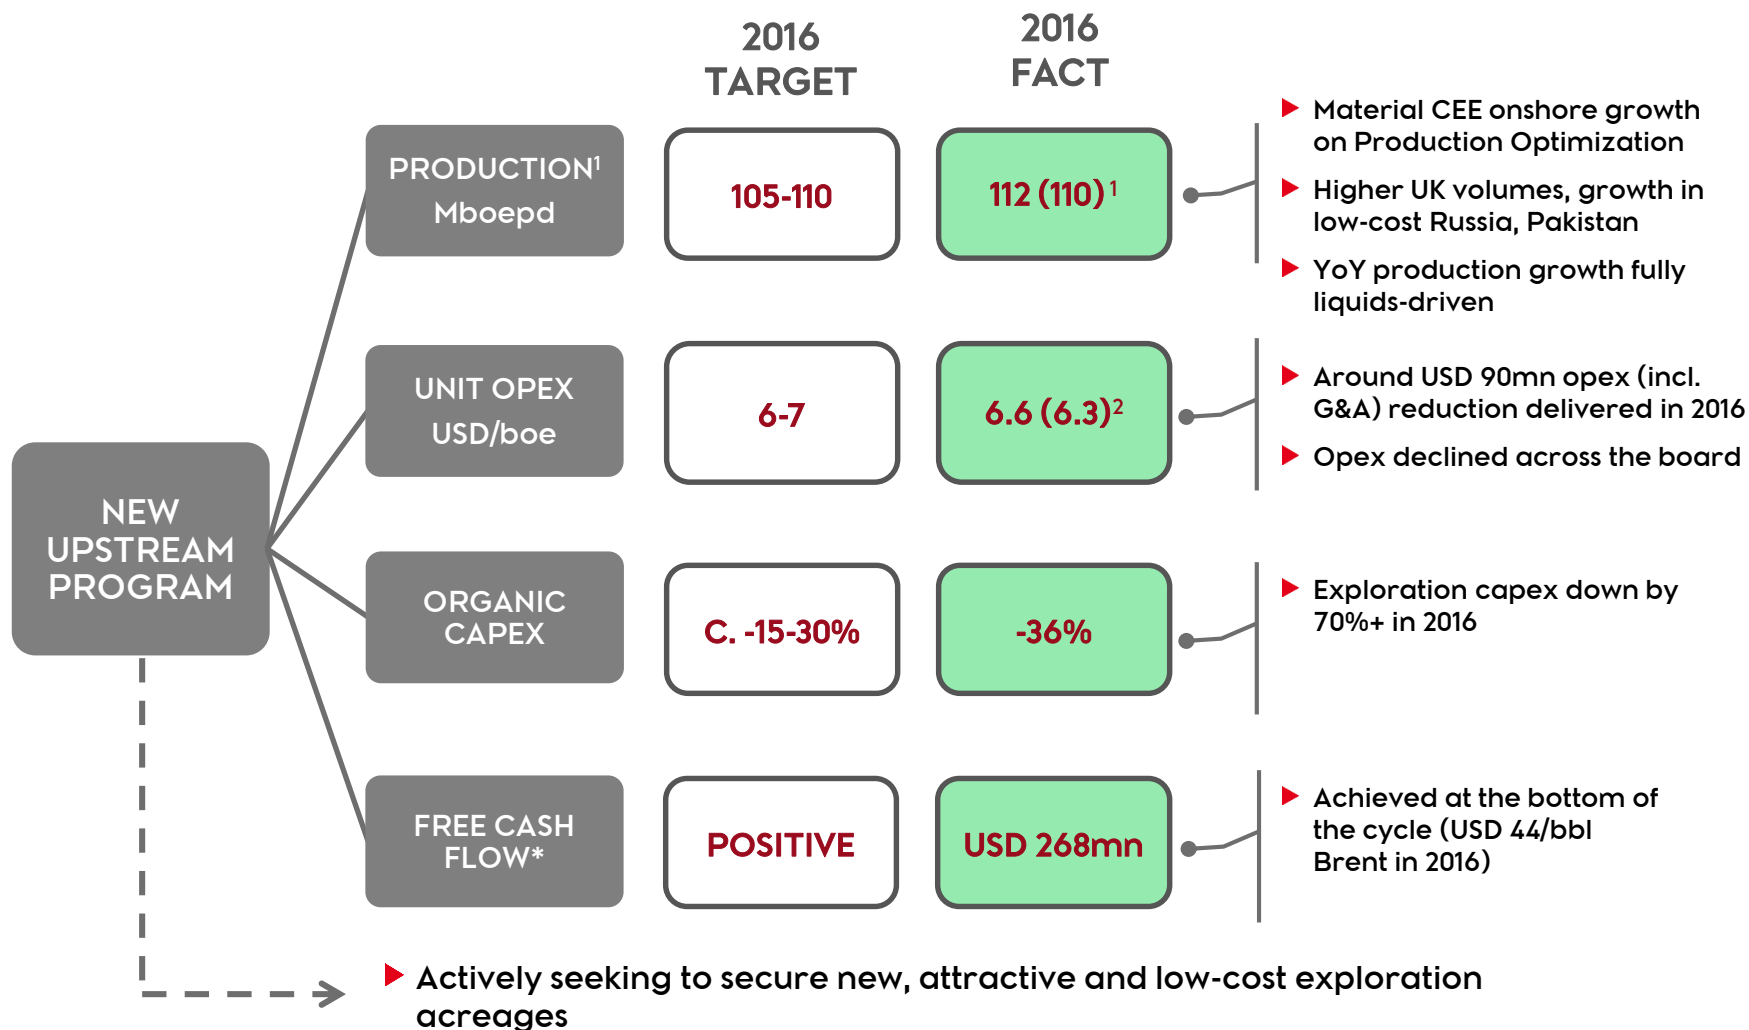 2016
TARGET
2016
FACT
NEW
UPSTREAM
PROGRAM
PRODUCTION¹
Mboepd
105-110
112 (110)¹
Material CEE onshore growth
on Production Optimization
Higher UK volumes, growth in
low-cost Russia, Pakistan
YoY production growth fully
liquids-driven
UNIT OPEX
USD/boe
6-7
6.6 (6.3)²
Around USD 90mn opex (incl.
G&A) reduction delivered in 2016
Opex declined across the board
ORGANIC
CAPEX
C. -15-30%
-36%
Exploration capex down by
70%+ in 2016
FREE CASH
FLOW*
POSITIVE
USD 268mn
Achieved at the bottom of
the cycle (USD 44/bbl
Brent in 2016)
Actively seeking to secure new, attractive and low-cost exploration
acreages